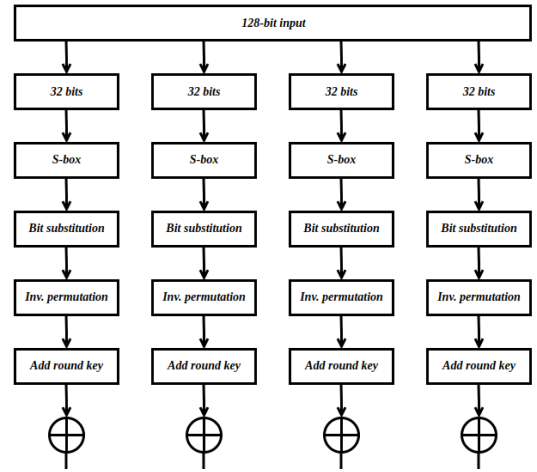 128-bit input
32 bits 32 bits 32 bits 32 bits
S-box S-box S-box S-box
Bit substitution Bit substitution Bit substitution Bit substitution
Inv. permutation Inv. permutation Inv. permutation Inv. permutation
Add round key Add round key Add round key Add round key